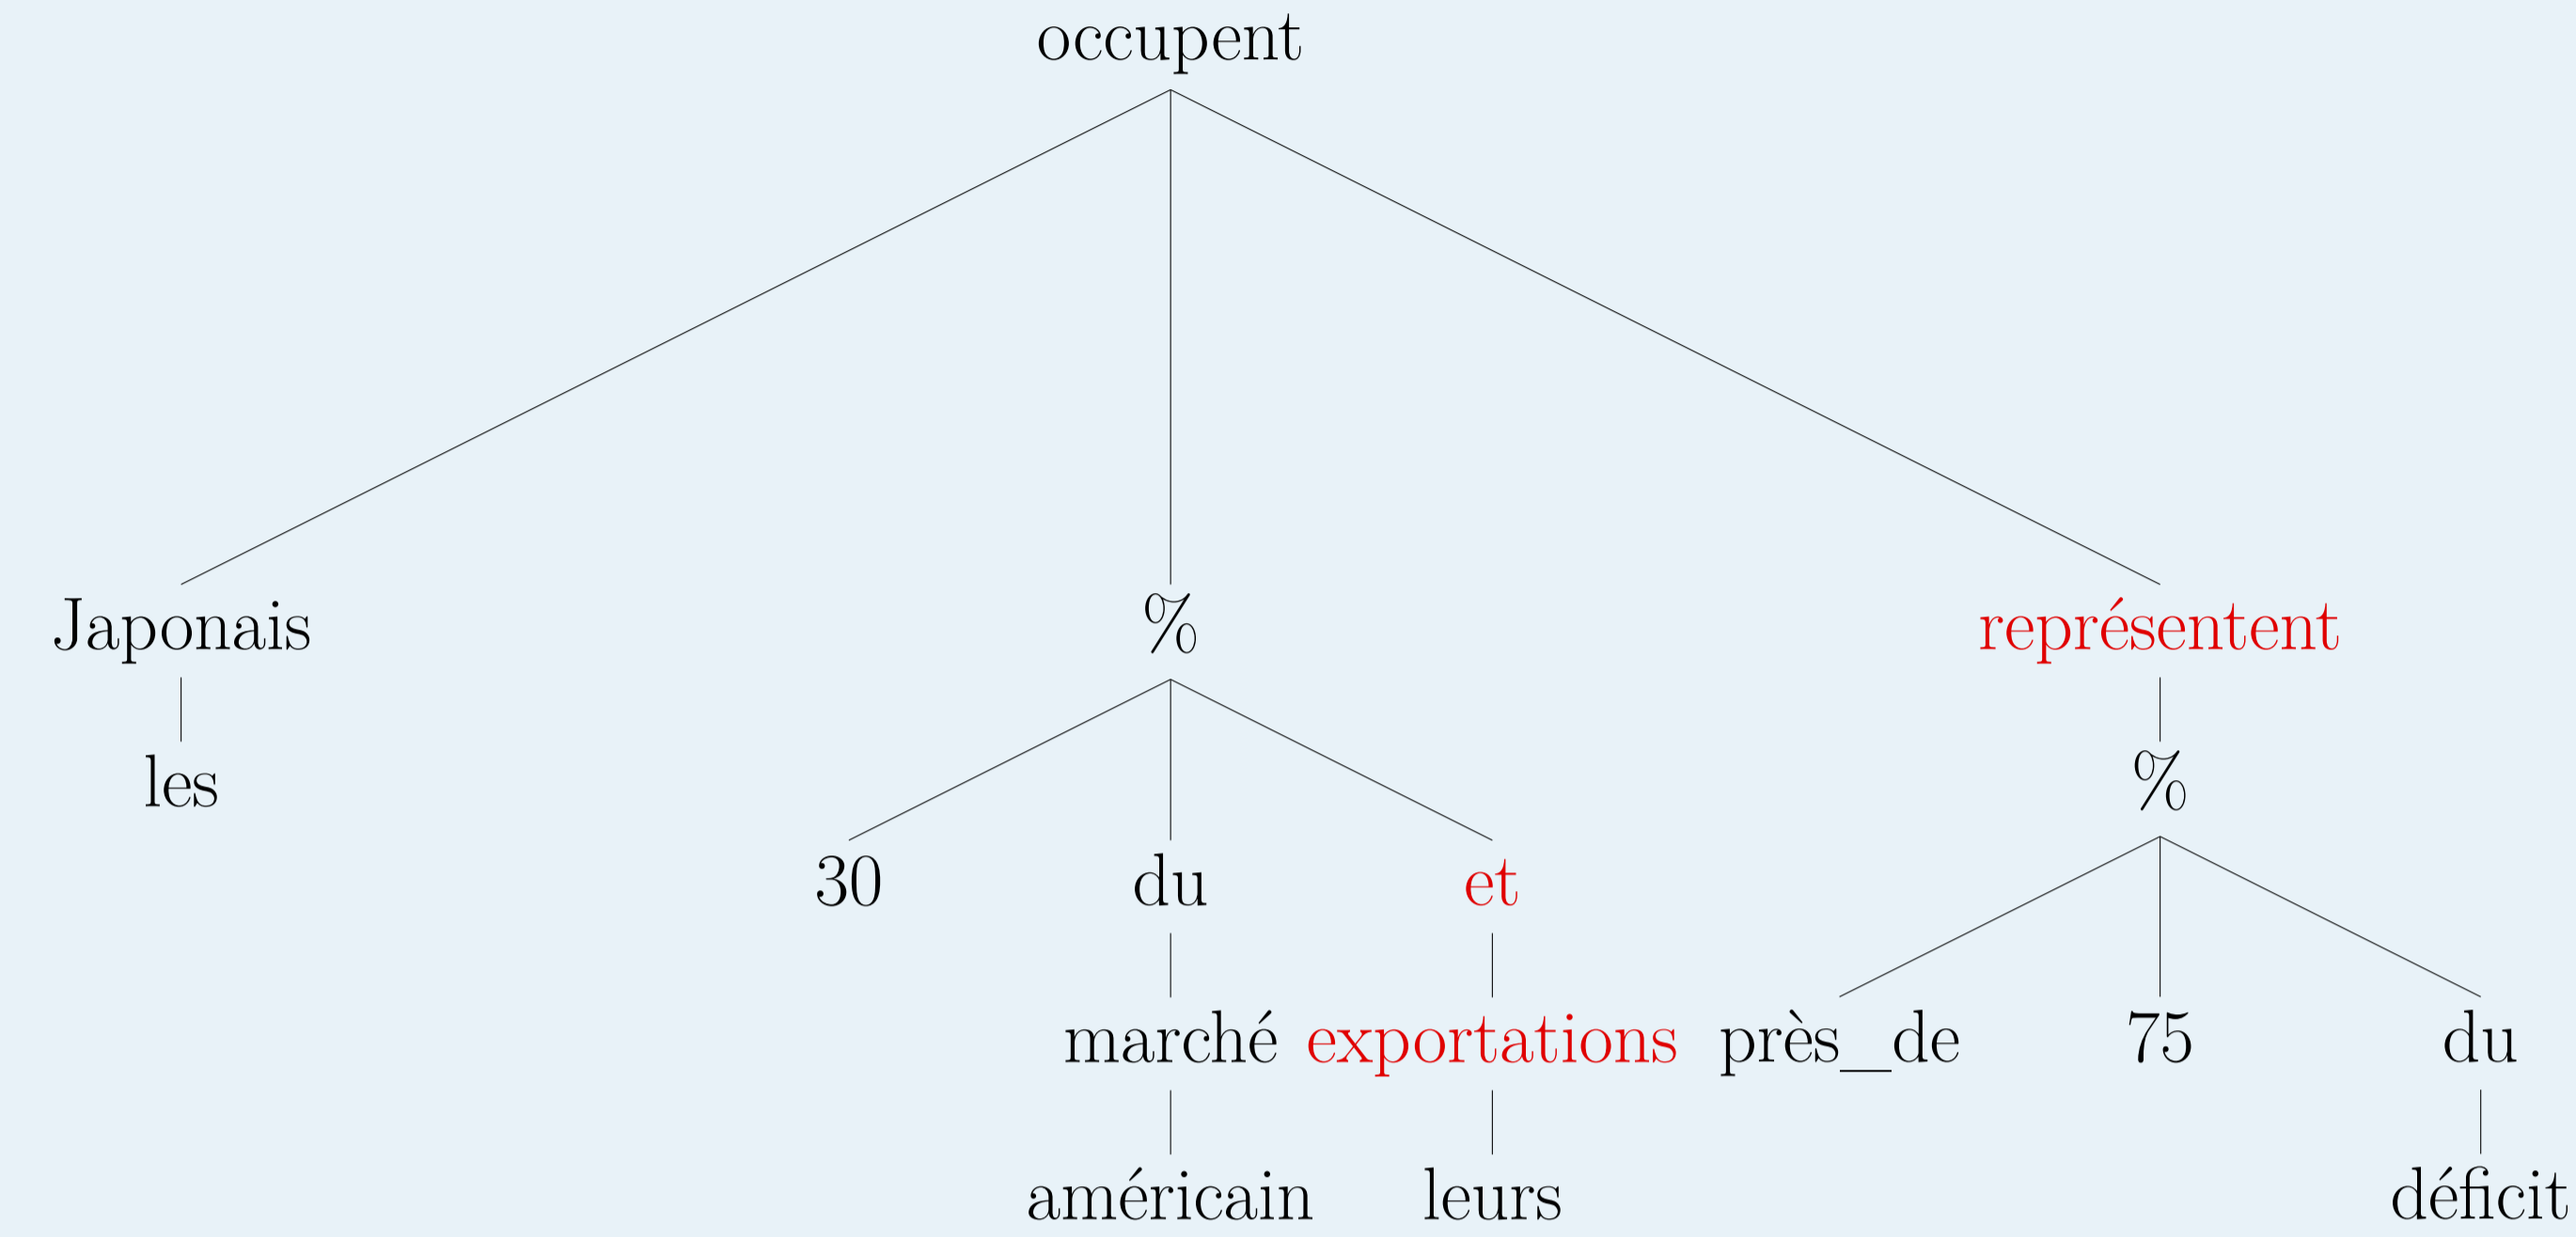 occupent
Japonais % représentent
les %
30 du et
marché exportations près_de 75 du
américain leurs déficit